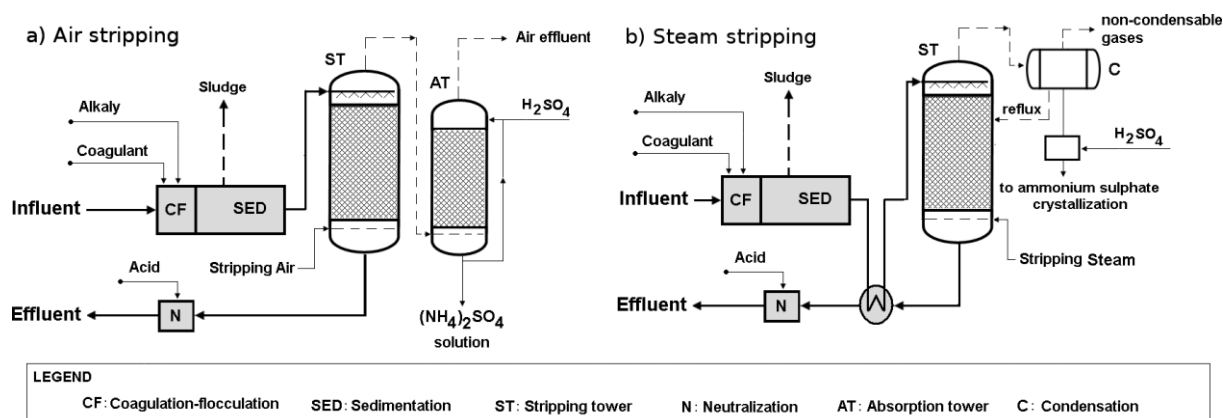 a) Air stripping
ST
Air effluent
AT
Sludge
H2SO4
Alkaly
Coagulant
Influent
CF
SED
Stripping Air
Acid
Effluent
N
(NH4)2SO4
solution
b) Steam stripping
non-condensable
gases
ST
C
Sludge
reflux
Alkaly
H2SO4
Coagulant
to ammonium sulphate
crystallization
Influent
CF
SED
Stripping Steam
Acid
Effluent
N
LEGEND
CF: Coagulation-flocculation SED: Sedimentation ST: Stripping tower N: Neutralization AT: Absorption tower C: Condensation